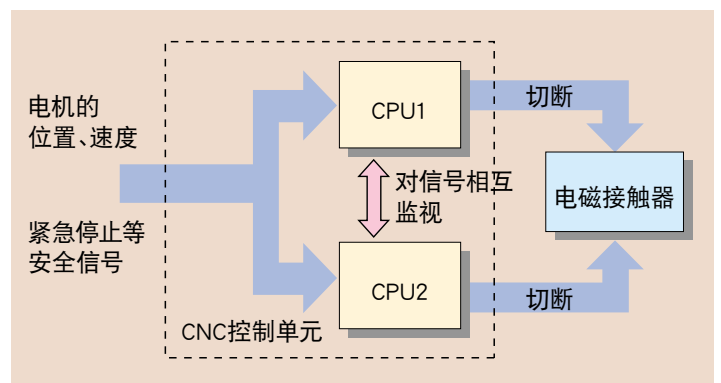 电机的
位置、速度
紧急停止等
安全信号
CPU1
对信号相互
监视
CPU2
CNC控制单元
切断
电磁接触器
切断